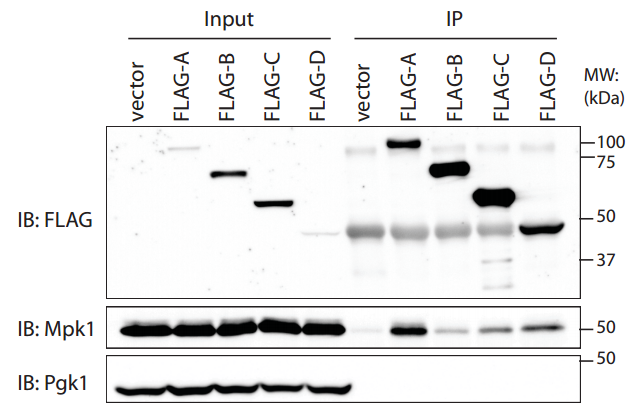 Input IP
vector FLAG-A FLAG-B FLAG-C FLAG-D vector FLAG-A FLAG-B FLAG-C FLAG-D
MW:
(kDa)
100
75
IB: FLAG
50
37
IB: Mpk1 50
50
IB: Pgk1